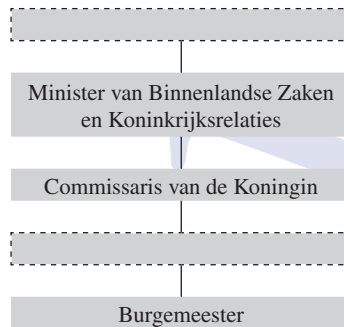 Minister van Binnenlandse Zaken
en Koninkrijksrelaties
Commissaris van de Koningin
Burgemeester